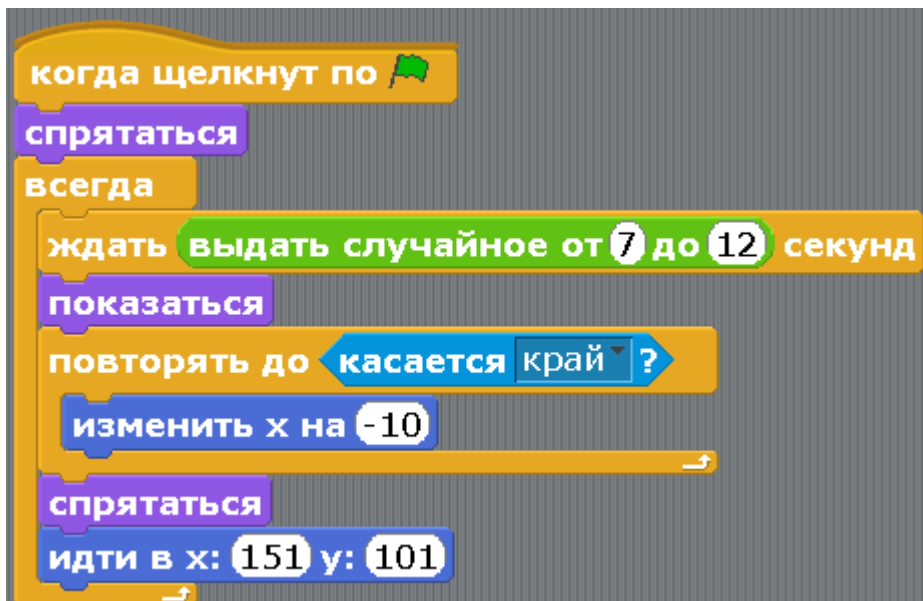 когда щелкнут по
спрятаться
всегда
ждать выдать случайное от 7 до 12 секунд
показаться
повторять до касается край ?
изменить x на -10
спрятаться
идти в x: 151 y: 101